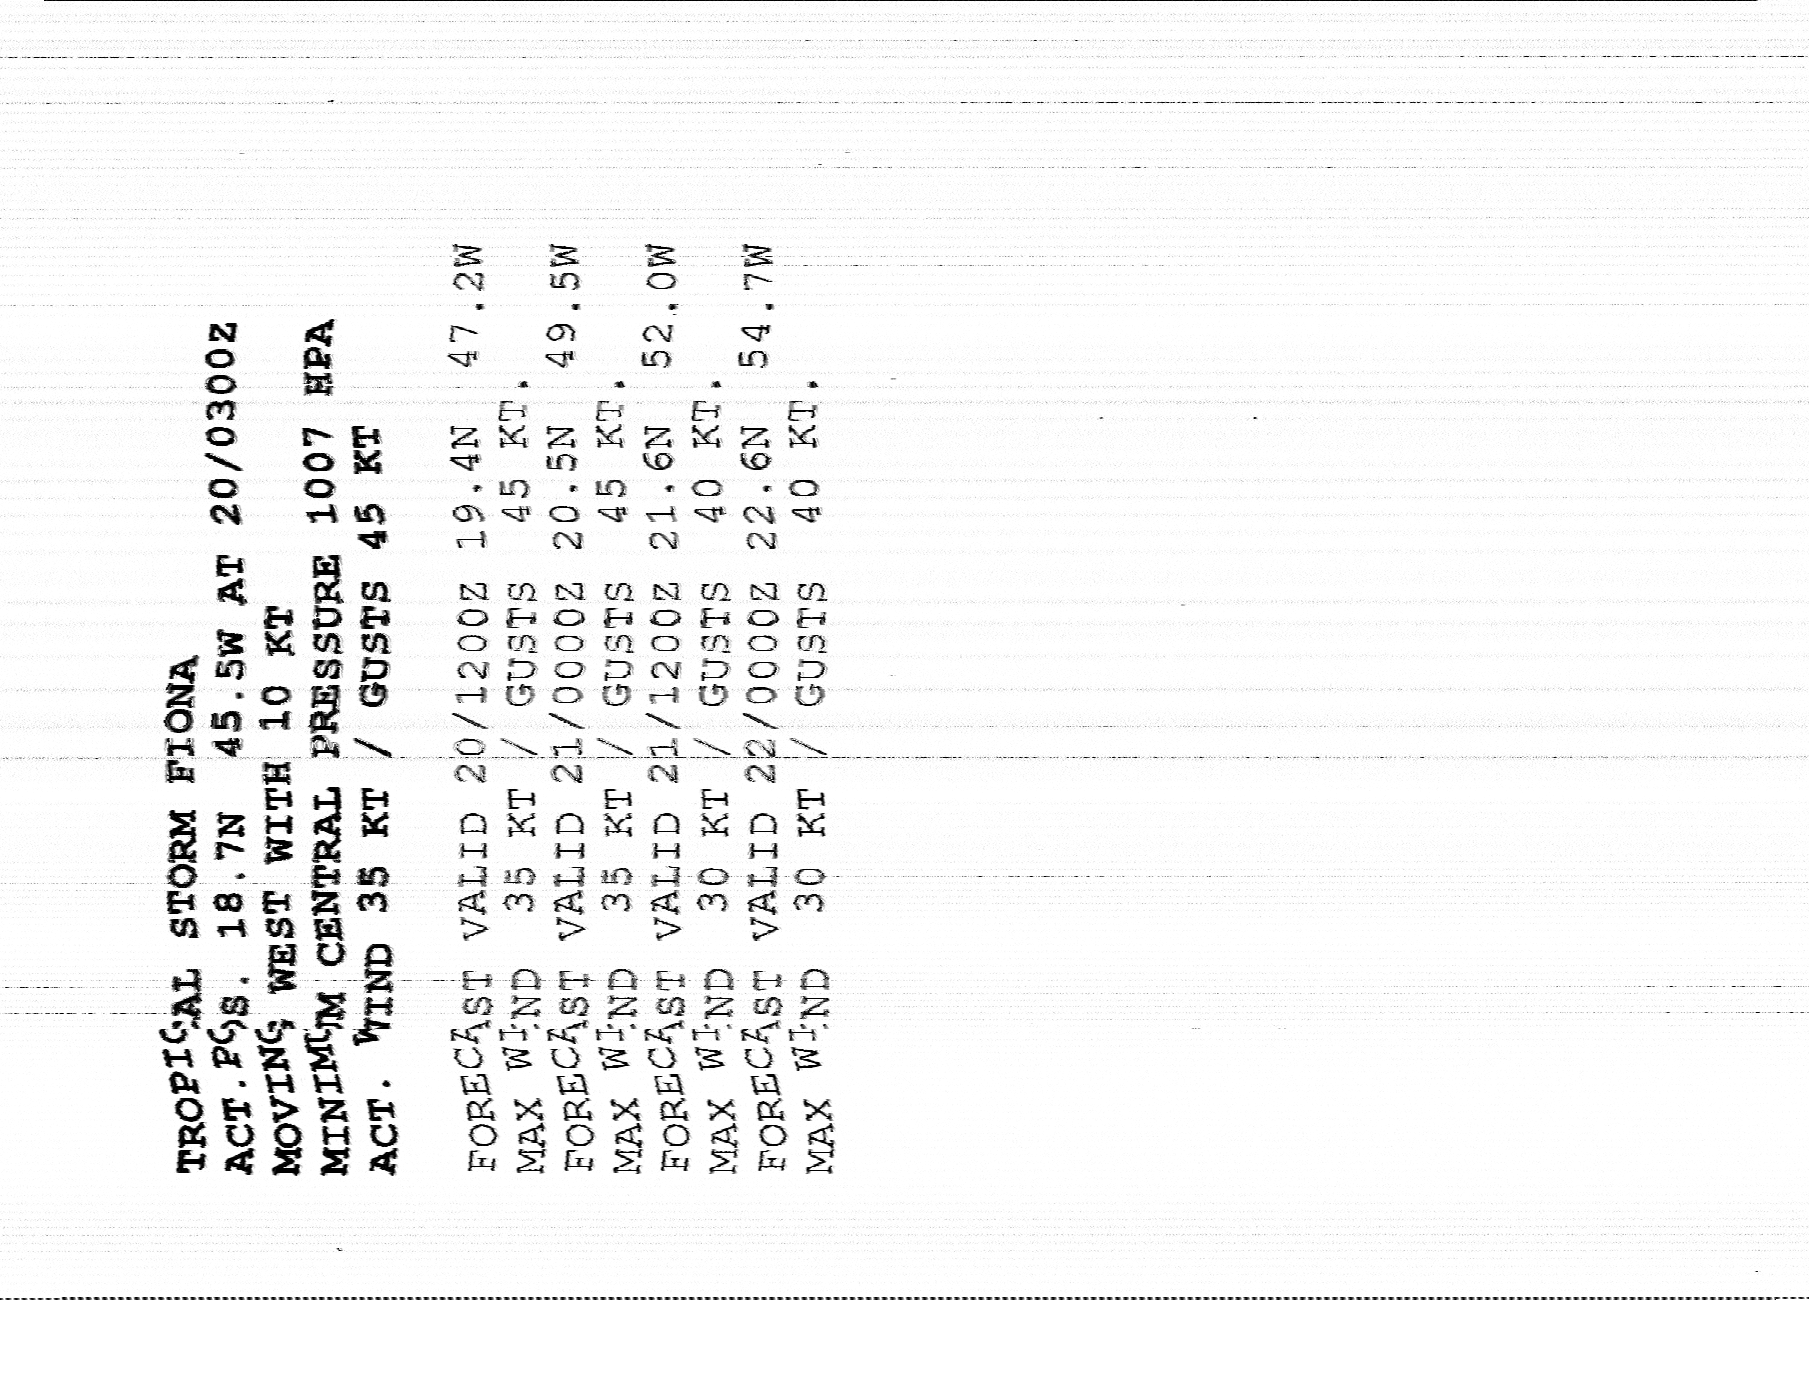 TROPICAL STORM FIONA
ACT.POS. 18.7N 45.5W AT 20/0300Z
MOVING WEST WITH 10 KT
MINIMUM CENTRAL PRESSURE 1007 HPA
ACT. WIND 35 KT / GUSTS 45 KT
FORECAST VALID 20/1200Z 19.4N 47.2W
MAX WIND 35 KT / GUSTS 45 KT.
FORECAST VALID 21/0000Z 20.5N 49.5W
MAX WIND 35 KT / GUSTS 45 KT.
FORECAST VALID 21/1200Z 21.6N 52.0W
MAX WIND 30 KT / GUSTS 40 KT.
FORECAST VALID 22/0000Z 22.6N 54.7W
MAX WIND 30 KT / GUSTS 40 KT.